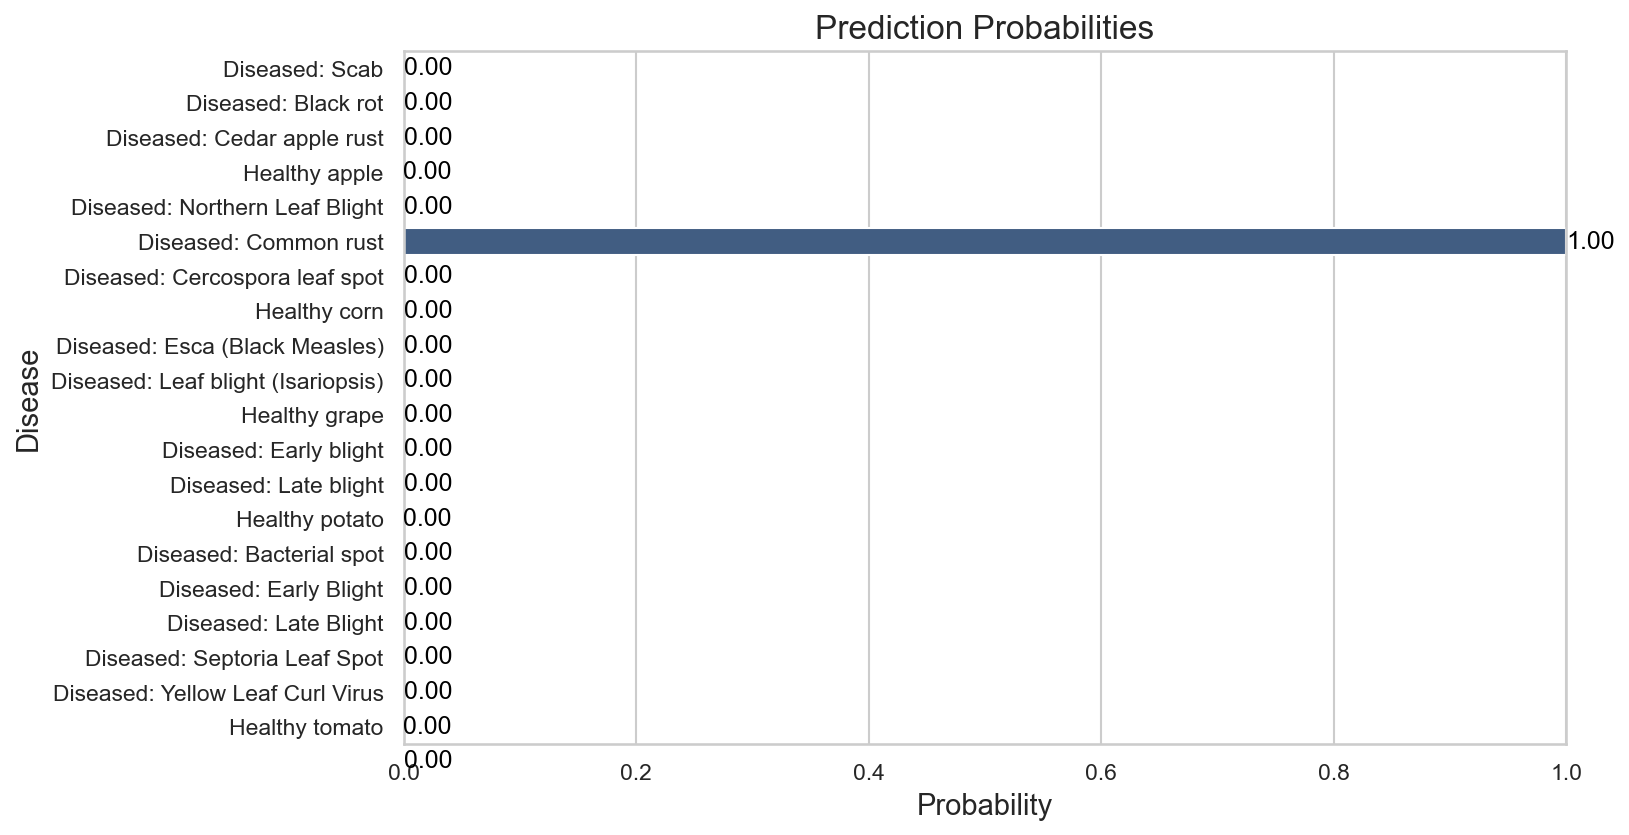 Prediction Probabilities
Diseased: Scab 0.00
Diseased: Black rot 0.00
Diseased: Cedar apple rust 0.00
Healthy apple 0.00
Diseased: Northern Leaf Blight 0.00
Diseased: Common rust 1.00
Diseased: Cercospora leaf spot 0.00
Healthy corn 0.00
Diseased: Esca (Black Measles) 0.00
Diseased: Leaf blight (Isariopsis) 0.00
Healthy grape 0.00
Diseased: Early blight 0.00
Diseased: Late blight 0.00
Healthy potato 0.00
Diseased: Bacterial spot 0.00
Diseased: Early Blight 0.00
Diseased: Late Blight 0.00
Diseased: Septoria Leaf Spot 0.00
Diseased: Yellow Leaf Curl Virus 0.00
Healthy tomato 0.00
0.00
0.0 0.2 0.4 0.6 0.8 1.0
Probability
Disease